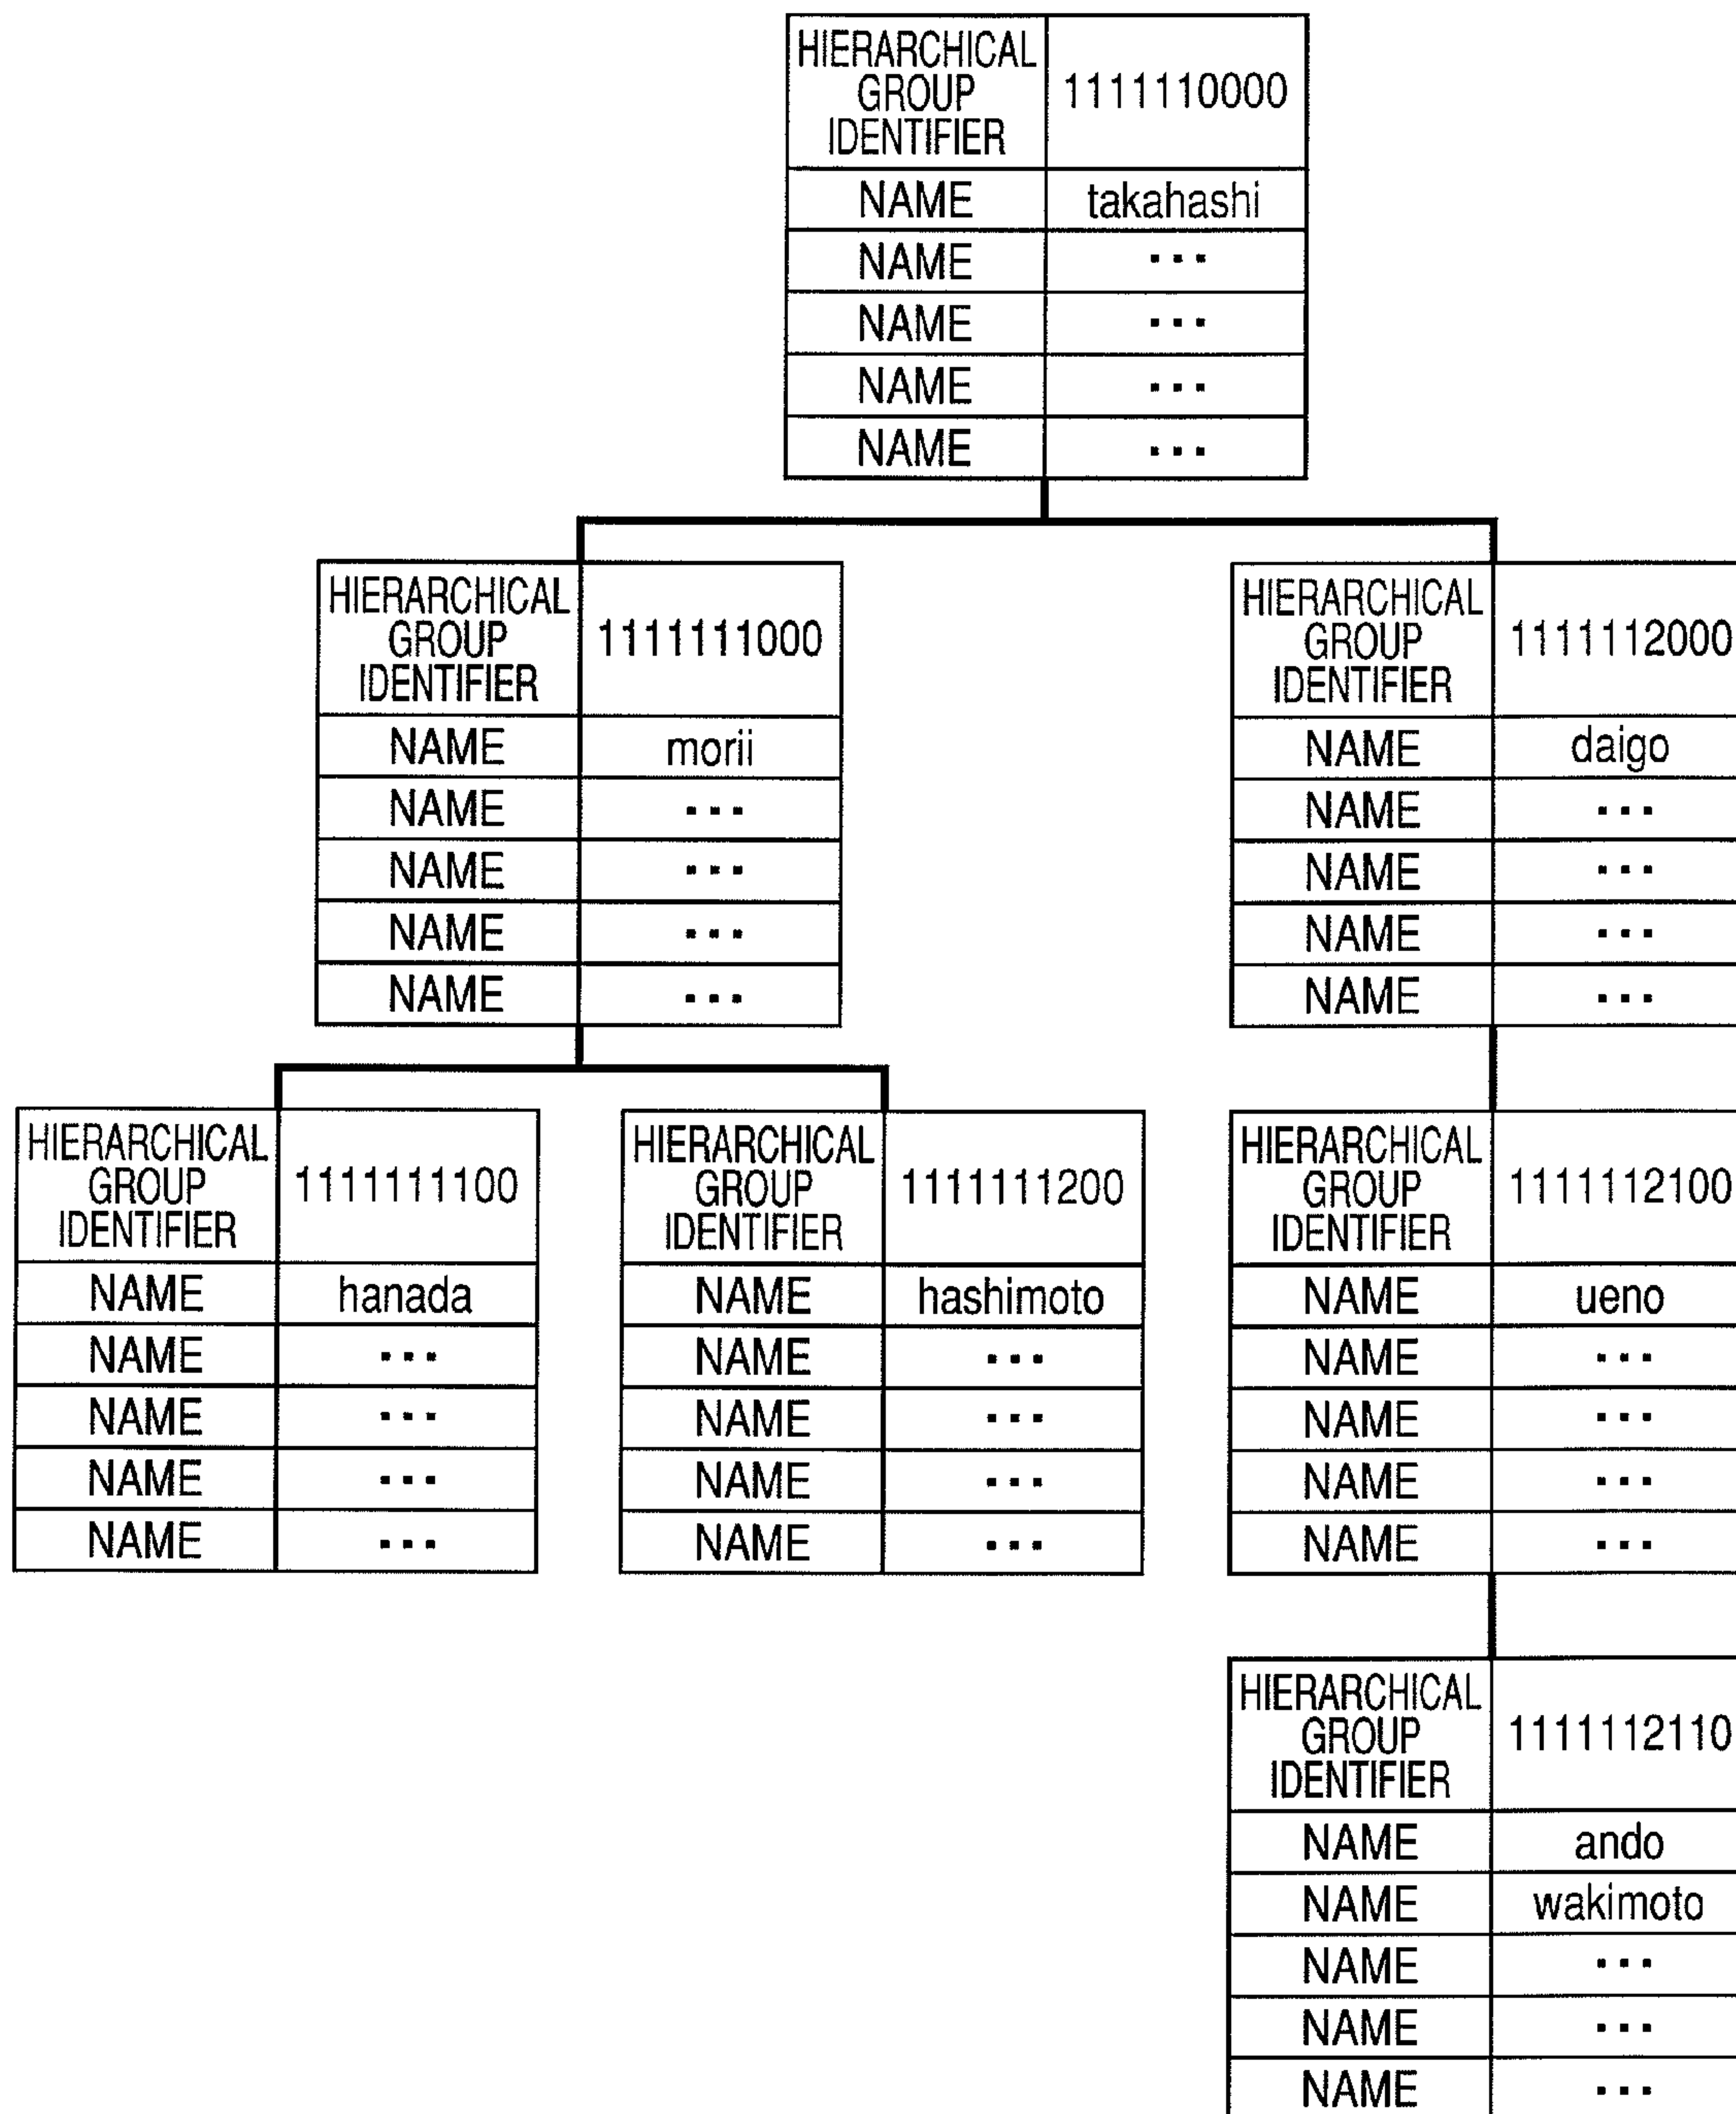 HIERARCHICAL
GROUP
IDENTIFIER
1111110000
NAME takahashi
NAME ...
NAME ...
NAME ...
NAME ...
HIERARCHICAL
GROUP
IDENTIFIER
1111111000
NAME morii
NAME ...
NAME ...
NAME ...
NAME ...
HIERARCHICAL
GROUP
IDENTIFIER
1111112000
NAME daigo
NAME ...
NAME ...
NAME ...
NAME ...
HIERARCHICAL
GROUP
IDENTIFIER
1111111100
NAME hanada
NAME ...
NAME ...
NAME ...
NAME ...
HIERARCHICAL
GROUP
IDENTIFIER
1111111200
NAME hashimoto
NAME ...
NAME ...
NAME ...
NAME ...
HIERARCHICAL
GROUP
IDENTIFIER
1111112100
NAME ueno
NAME ...
NAME ...
NAME ...
NAME ...
HIERARCHICAL
GROUP
IDENTIFIER
1111112110
NAME ando
NAME wakimoto
NAME ...
NAME ...
NAME ...